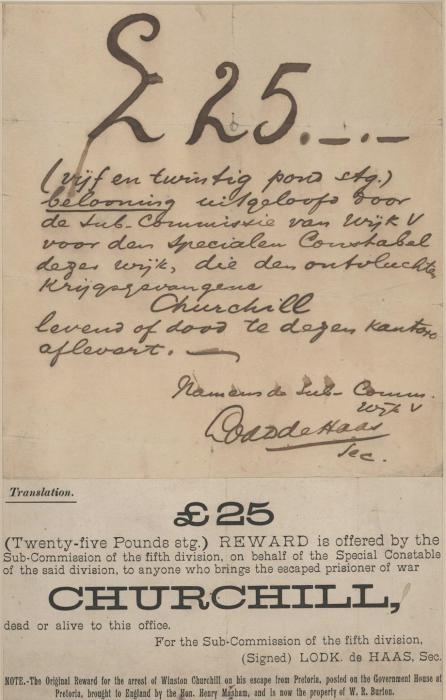 £ 25.-.-
(vijf en twintig pond stg.)
belooning uitgeloofd door
de Sub-Commissie van Wijk V
voor den Specialen Constabel
dezer wijk, die den ontvluchten
Krijgsgevangene
Churchill
levend of dood te dezen kantore
aflevert.
Namens de Sub-Comm.
Wijk V
Lodk de Haas
Sec.
Translation.
£25
(Twenty-five Pounds stg.) REWARD is offered by the
Sub-Commission of the fifth division, on behalf of the Special Constable
of the said division, to anyone who brings the escaped prisioner of war
CHURCHILL,
dead or alive to this office.
For the Sub-Commission of the fifth division,
(Signed) LODK. de HAAS, Sec.
NOTE.-The Original Reward for the arrest of Winston Churchill on his escape from Pretoria, posted on the Government House at
Pretoria, brought to England by the Hon. Henry Masham, and is now the property of W. R. Burton.